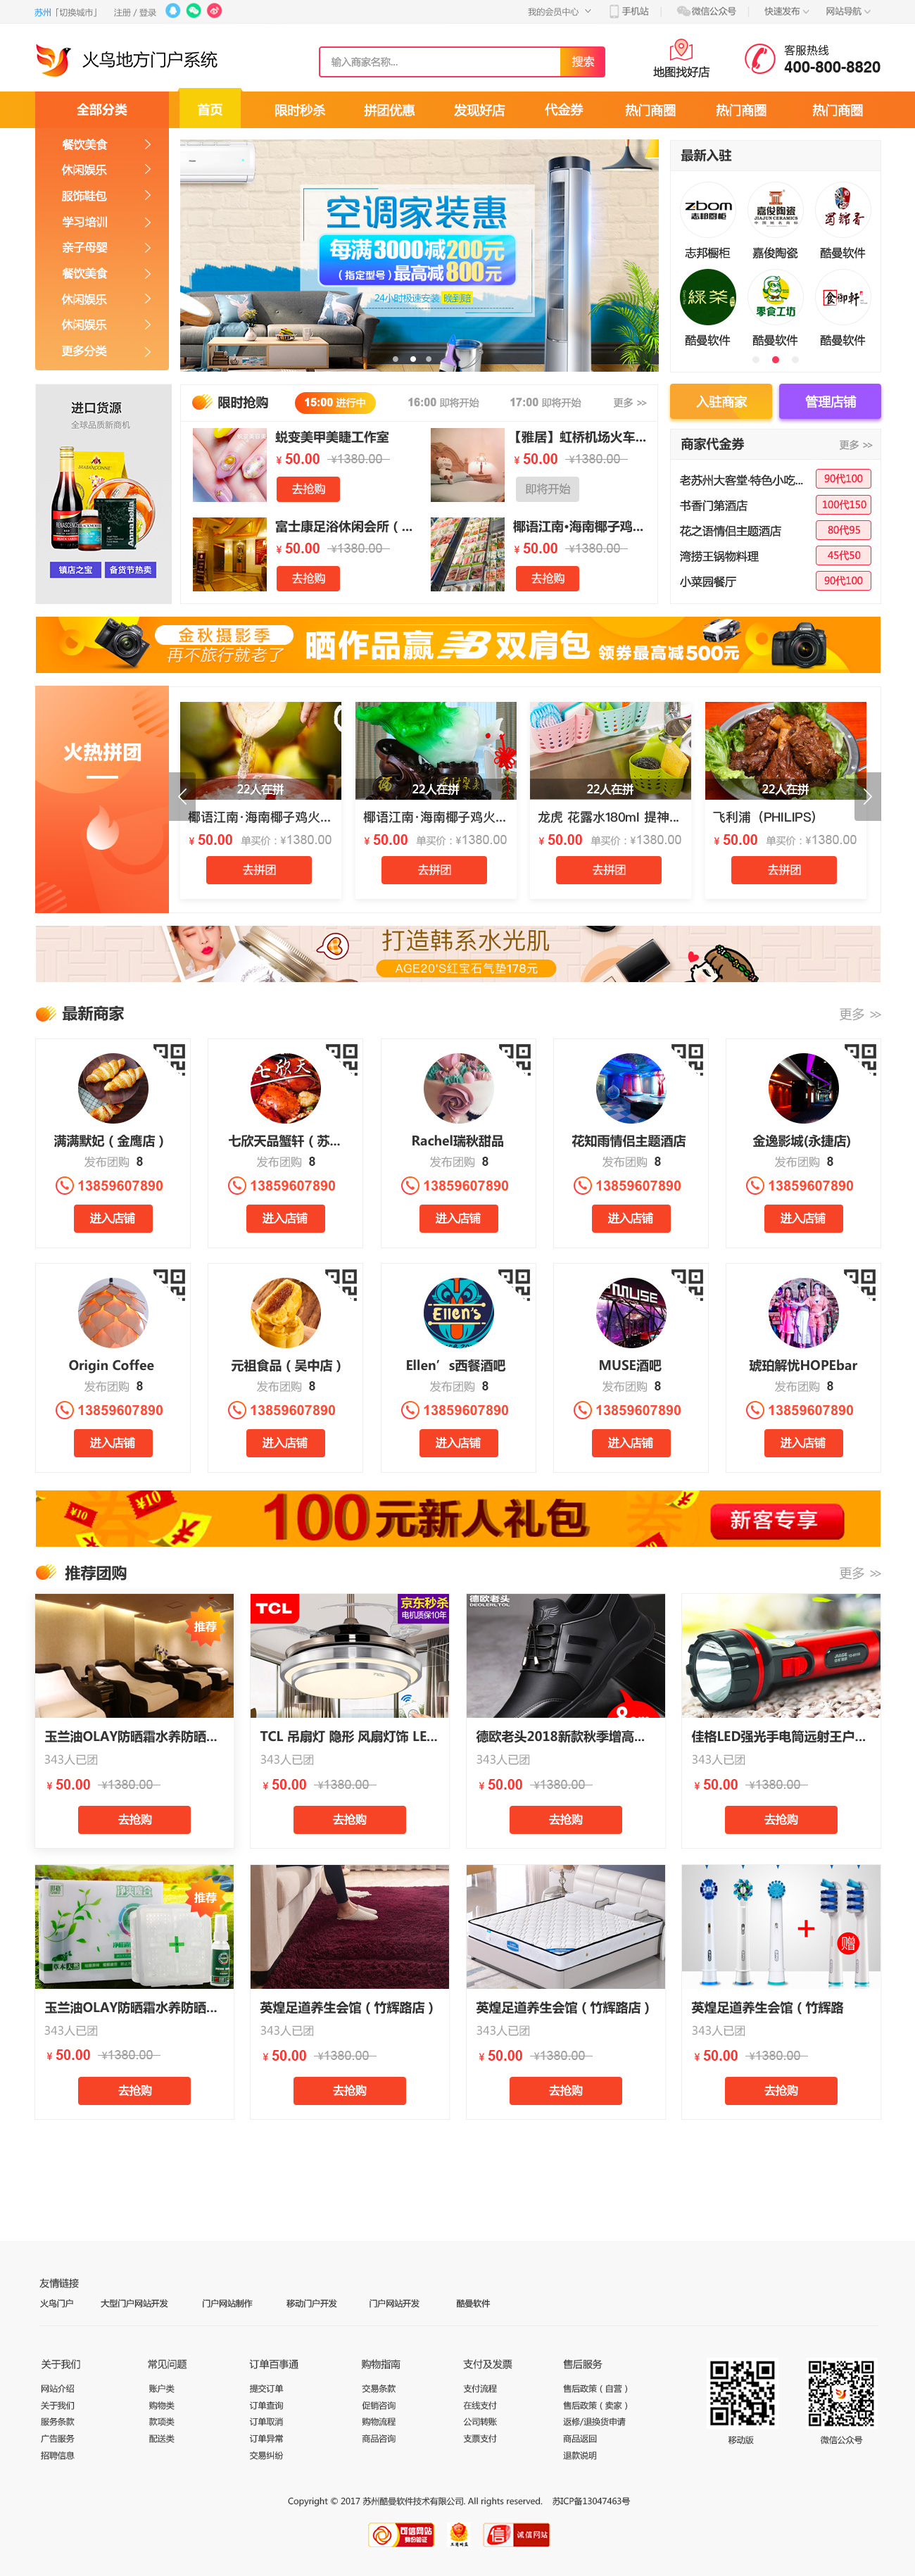 苏州「切换城市」 注册 / 登录 我的会员中心 手机站 微信公众号 快速发布 网站导航
火鸟地方门户系统
输入商家名称... 搜索
地图找好店
客服热线
400-800-8820
全部分类 首页 限时秒杀 拼团优惠 发现好店 代金券 热门商圈 热门商圈 热门商圈
餐饮美食
休闲娱乐
服饰鞋包
学习培训
亲子母婴
餐饮美食
休闲娱乐
休闲娱乐
更多分类
空调家装惠
每满3000减200元
(指定型号)最高减800元
24小时极速安装 晚到赔
最新入驻
zbom
志邦厨柜
嘉俊陶瓷
JIAJUN CERAMICS
志邦橱柜 嘉俊陶瓷 酷曼软件
綠茶
零食工坊
食御轩
酷曼软件 酷曼软件 酷曼软件
进口货源
全球品质新商机
镇店之宝 备货节热卖
限时抢购 15:00 进行中 16:00 即将开始 17:00 即将开始 更多 >>
蜕变美甲美睫工作室
¥ 50.00 ¥1380.00
去抢购
【雅居】虹桥机场火车...
¥ 50.00 ¥1380.00
即将开始
富士康足浴休闲会所（...
¥ 50.00 ¥1380.00
去抢购
椰语江南•海南椰子鸡...
¥ 50.00 ¥1380.00
去抢购
入驻商家 管理店铺
商家代金券 更多 >>
老苏州大客堂·特色小吃... 90代100
书香门第酒店 100代150
花之语情侣主题酒店 80代95
湾捞王锅物料理 45代50
小菜园餐厅 90代100
金秋摄影季
再不旅行就老了
晒作品赢 双肩包 领券最高减500元
火热拼团
22人在拼 22人在拼 22人在拼 22人在拼
椰语江南·海南椰子鸡火... 椰语江南·海南椰子鸡火... 龙虎 花露水180ml 提神... 飞利浦（PHILIPS）
¥ 50.00 单买价：¥1380.00 ¥ 50.00 单买价：¥1380.00 ¥ 50.00 单买价：¥1380.00 ¥ 50.00 单买价：¥1380.00
去拼团 去拼团 去拼团 去拼团
打造韩系水光肌
AGE20'S红宝石气垫178元
最新商家 更多 >>
满满默妃（金鹰店） 七欣天品蟹轩（苏... Rachel瑞秋甜品 花知雨情侣主题酒店 金逸影城(永捷店)
发布团购 8 发布团购 8 发布团购 8 发布团购 8 发布团购 8
13859607890 13859607890 13859607890 13859607890 13859607890
进入店铺 进入店铺 进入店铺 进入店铺 进入店铺
Ellen's
MUSE
Origin Coffee 元祖食品（吴中店） Ellen’s西餐酒吧 MUSE酒吧 琥珀解忧HOPEbar
发布团购 8 发布团购 8 发布团购 8 发布团购 8 发布团购 8
13859607890 13859607890 13859607890 13859607890 13859607890
进入店铺 进入店铺 进入店铺 进入店铺 进入店铺
¥10 ¥10 100元新人礼包 新客专享
推荐团购 更多 >>
推荐
TCL
京东秒杀
电机质保10年
德欧老头
玉兰油OLAY防晒霜水养防晒... TCL 吊扇灯 隐形 风扇灯饰 LE... 德欧老头2018新款秋季增高... 佳格LED强光手电筒远射王户...
343人已团 343人已团 343人已团 343人已团
¥ 50.00 ¥1380.00 ¥ 50.00 ¥1380.00 ¥ 50.00 ¥1380.00 ¥ 50.00 ¥1380.00
去抢购 去抢购 去抢购 去抢购
推荐
赠
玉兰油OLAY防晒霜水养防晒... 英煌足道养生会馆（竹辉路店） 英煌足道养生会馆（竹辉路店） 英煌足道养生会馆（竹辉路
343人已团 343人已团 343人已团 343人已团
¥ 50.00 ¥1380.00 ¥ 50.00 ¥1380.00 ¥ 50.00 ¥1380.00 ¥ 50.00 ¥1380.00
去抢购 去抢购 去抢购 去抢购
友情链接
火鸟门户 大型门户网站开发 门户网站制作 移动门户开发 门户网站开发 酷曼软件
关于我们 常见问题 订单百事通 购物指南 支付及发票 售后服务
网站介绍 账户类 提交订单 交易条款 支付流程 售后政策（自营）
关于我们 购物类 订单查询 促销咨询 在线支付 售后政策（卖家）
服务条款 款项类 订单取消 购物流程 公司转账 返修/退换货申请
广告服务 配送类 订单异常 商品咨询 支票支付 商品返回
招聘信息 交易纠纷 退款说明
移动版 微信公众号
Copyright © 2017 苏州酷曼软件技术有限公司. All rights reserved. 苏ICP备13047463号
可信网站
身份验证
诚信网站